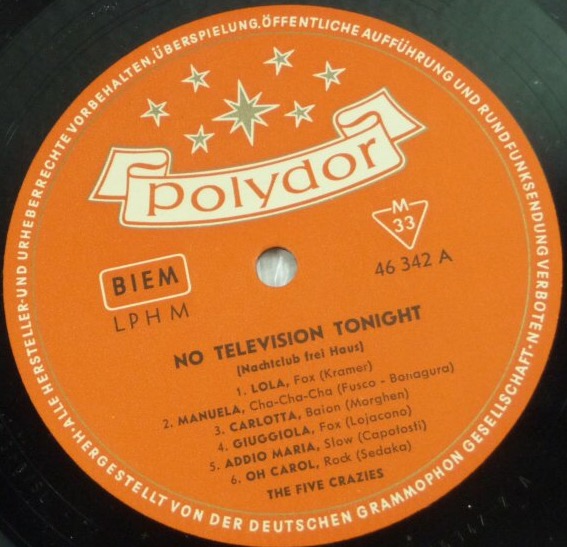 ·ALLE HERSTELLER-UND URHEBERRECHTE VORBEHALTEN, ÜBERSPIELUNG, ÖFFENTLICHE AUFFÜHRUNG UND RUNDFUNKSENDUNG VERBOTEN·
Polydor
M
33
46 342 A
BIEM
LPHM
NO TELEVISION TONIGHT
(Nachtclub frei Haus)
1. LOLA, Fox (Kramer)
2. MANUELA, Cha-Cha-Cha (Fusco - Bonagura)
3. CARLOTTA, Baion (Morghen)
4. GIUGGIOLA, Fox (Lojacono)
5. ADDIO MARIA, Slow (Capolosti)
6. OH CAROL, Rock (Sedaka)
THE FIVE CRAZIES
HERGESTELLT VON DER DEUTSCHEN GRAMMOPHON GESELLSCHAFT